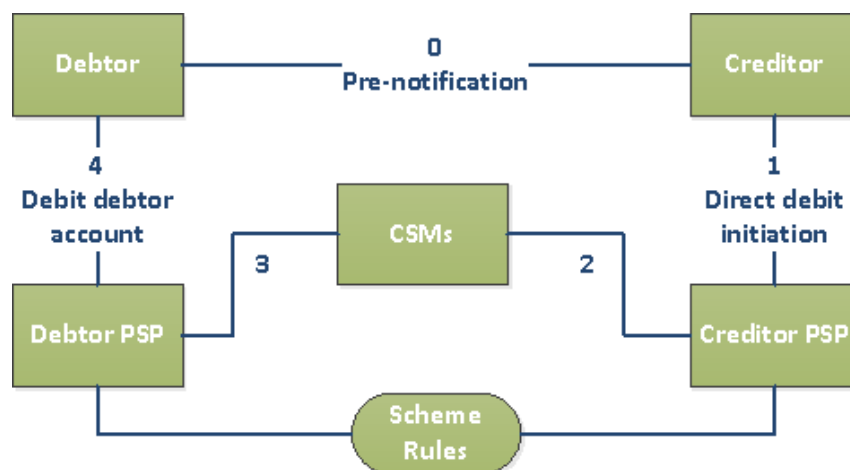 Debtor
0
Pre-notification
Creditor
4
Debit debtor
account
CSMs
1
Direct debit
initiation
3
2
Debtor PSP
Creditor PSP
Scheme
Rules